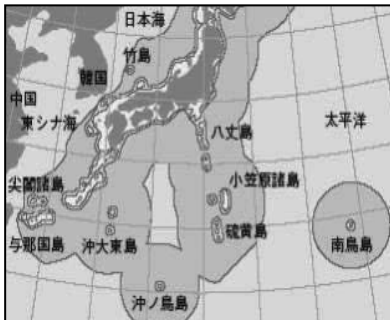 日本海
竹島
韓国
中国
東シナ海
八丈島
太平洋
尖閣諸島
小笠原諸島
与那国島
沖大東島
硫黄島
南鳥島
沖ノ鳥島